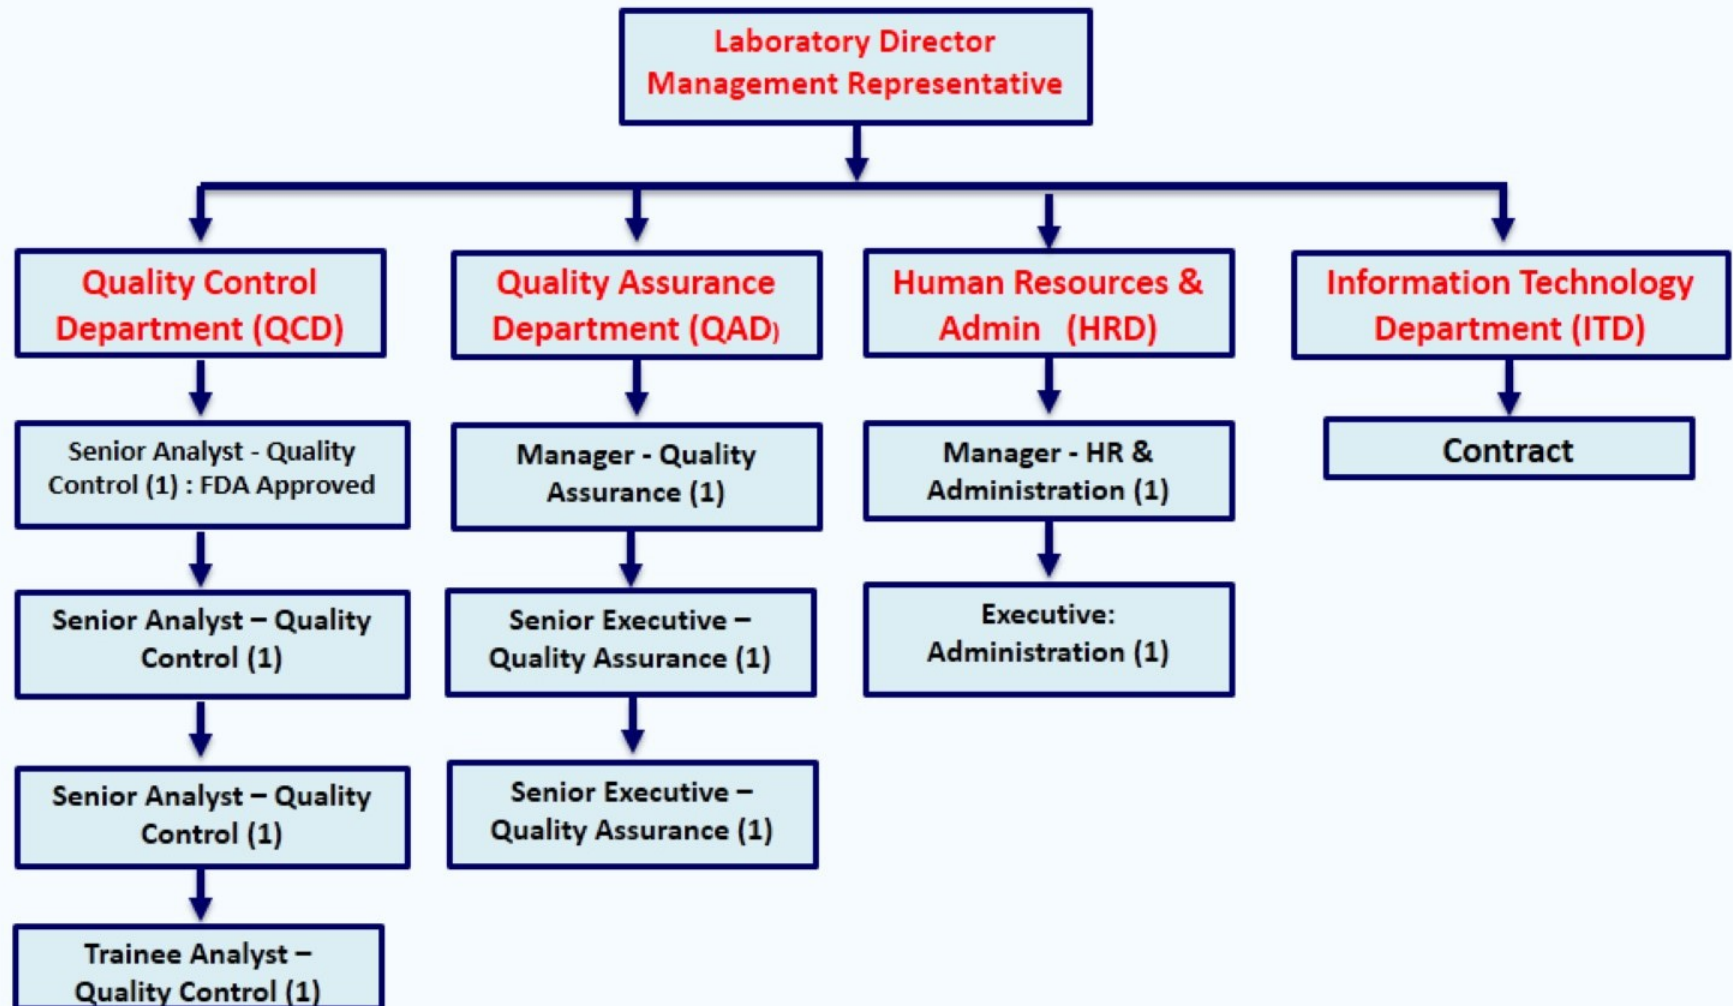 Laboratory Director
Management Representative
Quality Control
Department (QCD)
Quality Assurance
Department (QAD)
Human Resources &
Admin (HRD)
Information Technology
Department (ITD)
Senior Analyst - Quality
Control (1) : FDA Approved
Manager - Quality
Assurance (1)
Manager - HR &
Administration (1)
Contract
Senior Analyst – Quality
Control (1)
Senior Executive –
Quality Assurance (1)
Executive:
Administration (1)
Senior Analyst – Quality
Control (1)
Senior Executive –
Quality Assurance (1)
Trainee Analyst –
Quality Control (1)